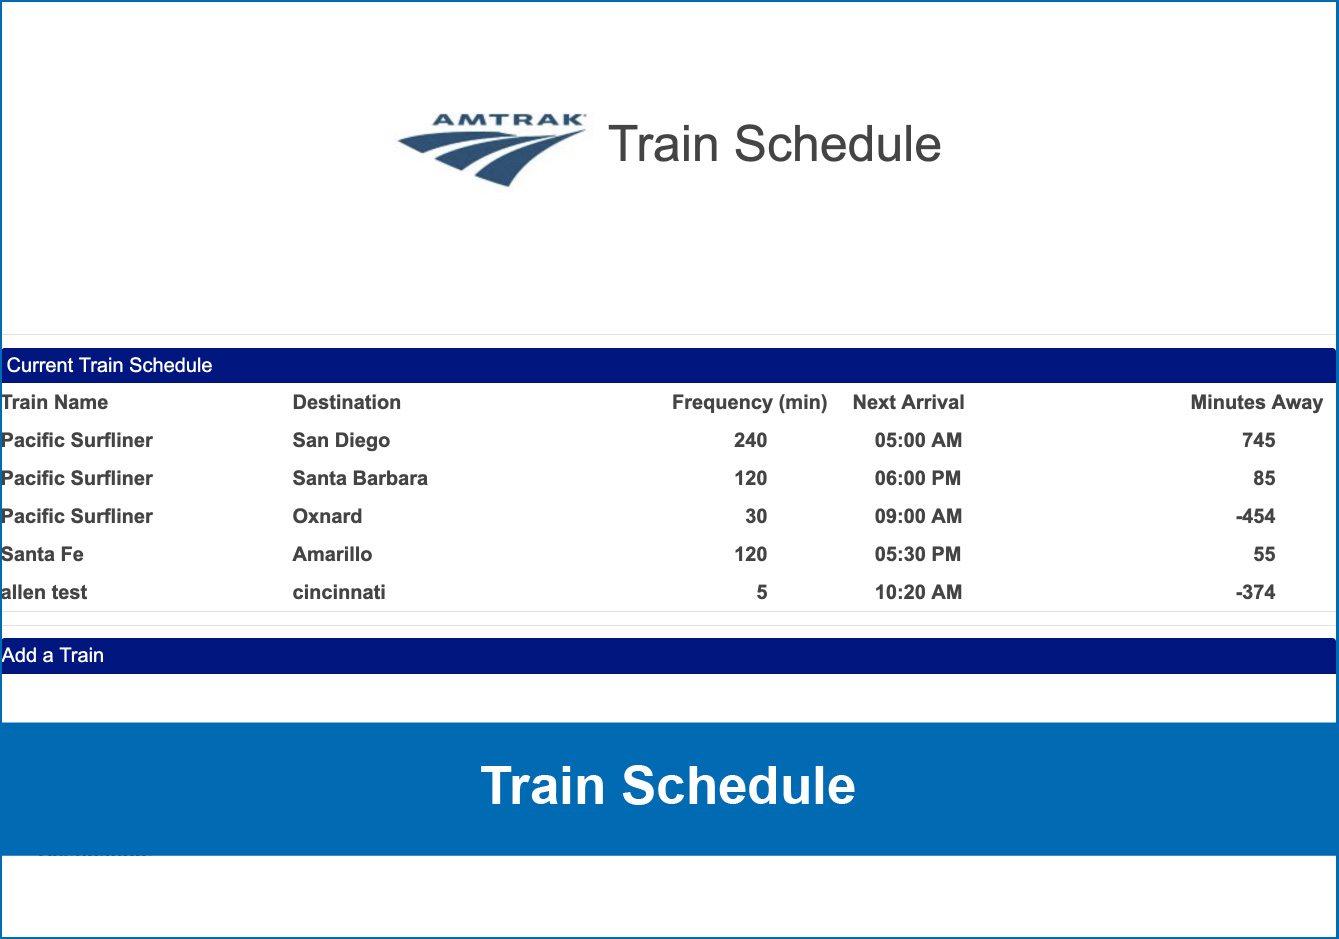 AMTRAK
Train Schedule
Current Train Schedule
Train Name Destination Frequency (min) Next Arrival Minutes Away
Pacific Surfliner San Diego 240 05:00 AM 745
Pacific Surfliner Santa Barbara 120 06:00 PM 85
Pacific Surfliner Oxnard 30 09:00 AM -454
Santa Fe Amarillo 120 05:30 PM 55
allen test cincinnati 5 10:20 AM -374
Add a Train
Train Schedule